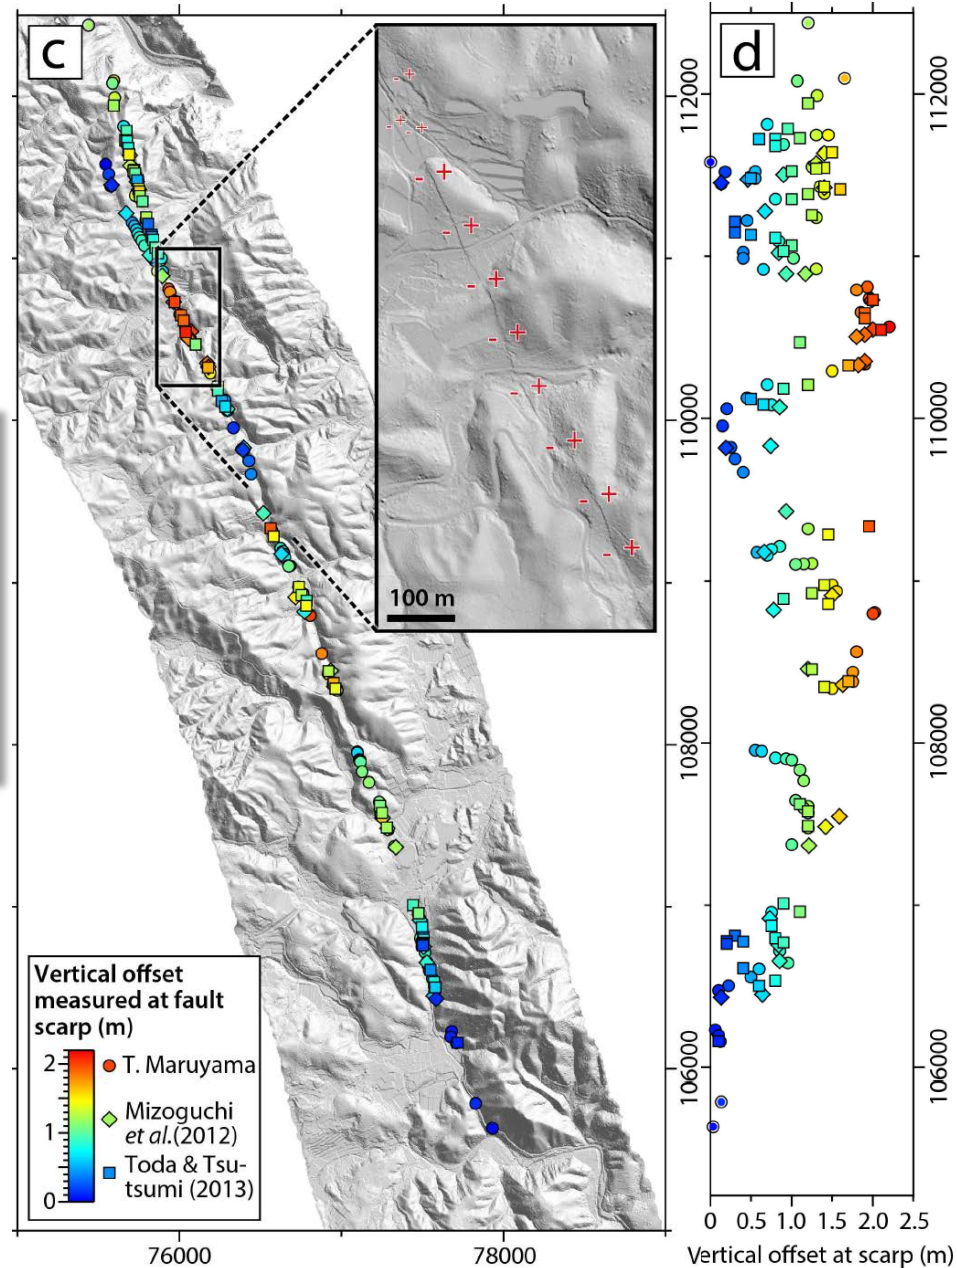 c
d
100 m
Vertical offset
measured at fault
scarp (m)
2
1
0
T. Maruyama
Mizoguchi
et al.(2012)
Toda & Tsu-
tsumi (2013)
76000
78000
112000
110000
108000
106000
112000
110000
108000
106000
0 0.5 1.0 1.5 2.0 2.5
Vertical offset at scarp (m)